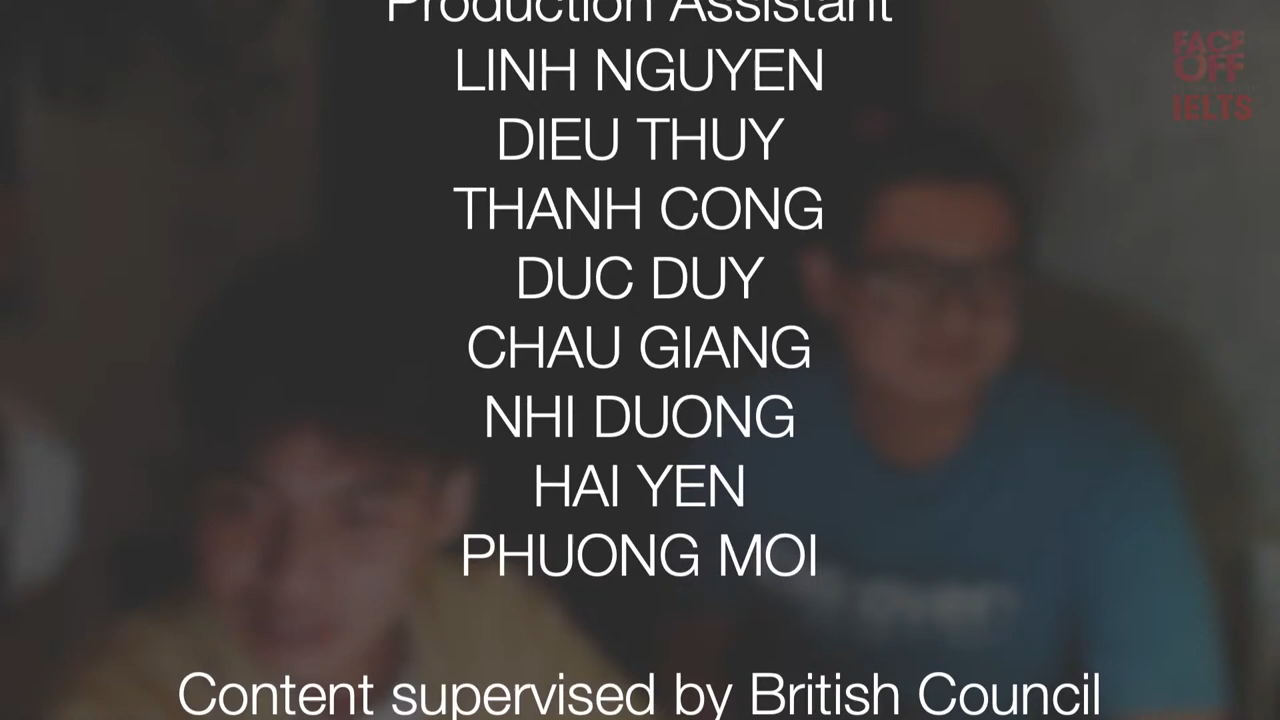 Production Assistant
LINH NGUYEN
DIEU THUY
THANH CONG
DUC DUY
CHAU GIANG
NHI DUONG
HAI YEN
PHUONG MOI
Content supervised by British Council
FACE
OFF
IELTS